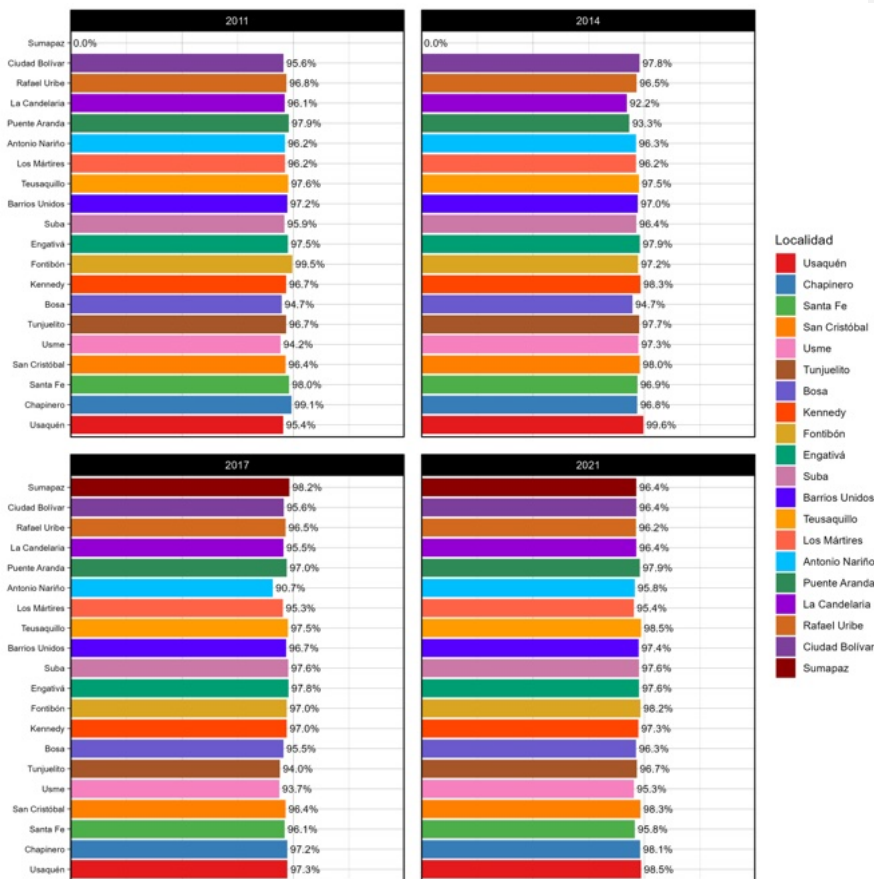 2011
Sumapaz 0.0%
Ciudad Bolívar 95.6%
Rafael Uribe 96.8%
La Candelaria 96.1%
Puente Aranda 97.9%
Antonio Nariño 96.2%
Los Mártires 96.2%
Teusaquillo 97.6%
Barrios Unidos 97.2%
Suba 95.9%
Engativá 97.5%
Fontibón 99.5%
Kennedy 96.7%
Bosa 94.7%
Tunjuelito 96.7%
Usme 94.2%
San Cristóbal 96.4%
Santa Fe 98.0%
Chapinero 99.1%
Usaquén 95.4%
2014
0.0%
97.8%
96.5%
92.2%
93.3%
96.3%
96.2%
97.5%
97.0%
96.4%
97.9%
97.2%
98.3%
94.7%
97.7%
97.3%
98.0%
96.9%
96.8%
99.6%
2017
Sumapaz 98.2%
Ciudad Bolívar 95.6%
Rafael Uribe 96.5%
La Candelaria 95.5%
Puente Aranda 97.0%
Antonio Nariño 90.7%
Los Mártires 95.3%
Teusaquillo 97.5%
Barrios Unidos 96.7%
Suba 97.6%
Engativá 97.8%
Fontibón 97.0%
Kennedy 97.0%
Bosa 95.5%
Tunjuelito 94.0%
Usme 93.7%
San Cristóbal 96.4%
Santa Fe 96.1%
Chapinero 97.2%
Usaquén 97.3%
2021
96.4%
96.4%
96.2%
96.4%
97.9%
95.8%
95.4%
98.5%
97.4%
97.6%
97.6%
98.2%
97.3%
96.3%
96.7%
95.3%
98.3%
95.8%
98.1%
98.5%
Localidad
Usaquén
Chapinero
Santa Fe
San Cristóbal
Usme
Tunjuelito
Bosa
Kennedy
Fontibón
Engativá
Suba
Barrios Unidos
Teusaquillo
Los Mártires
Antonio Nariño
Puente Aranda
La Candelaria
Rafael Uribe
Ciudad Bolívar
Sumapaz